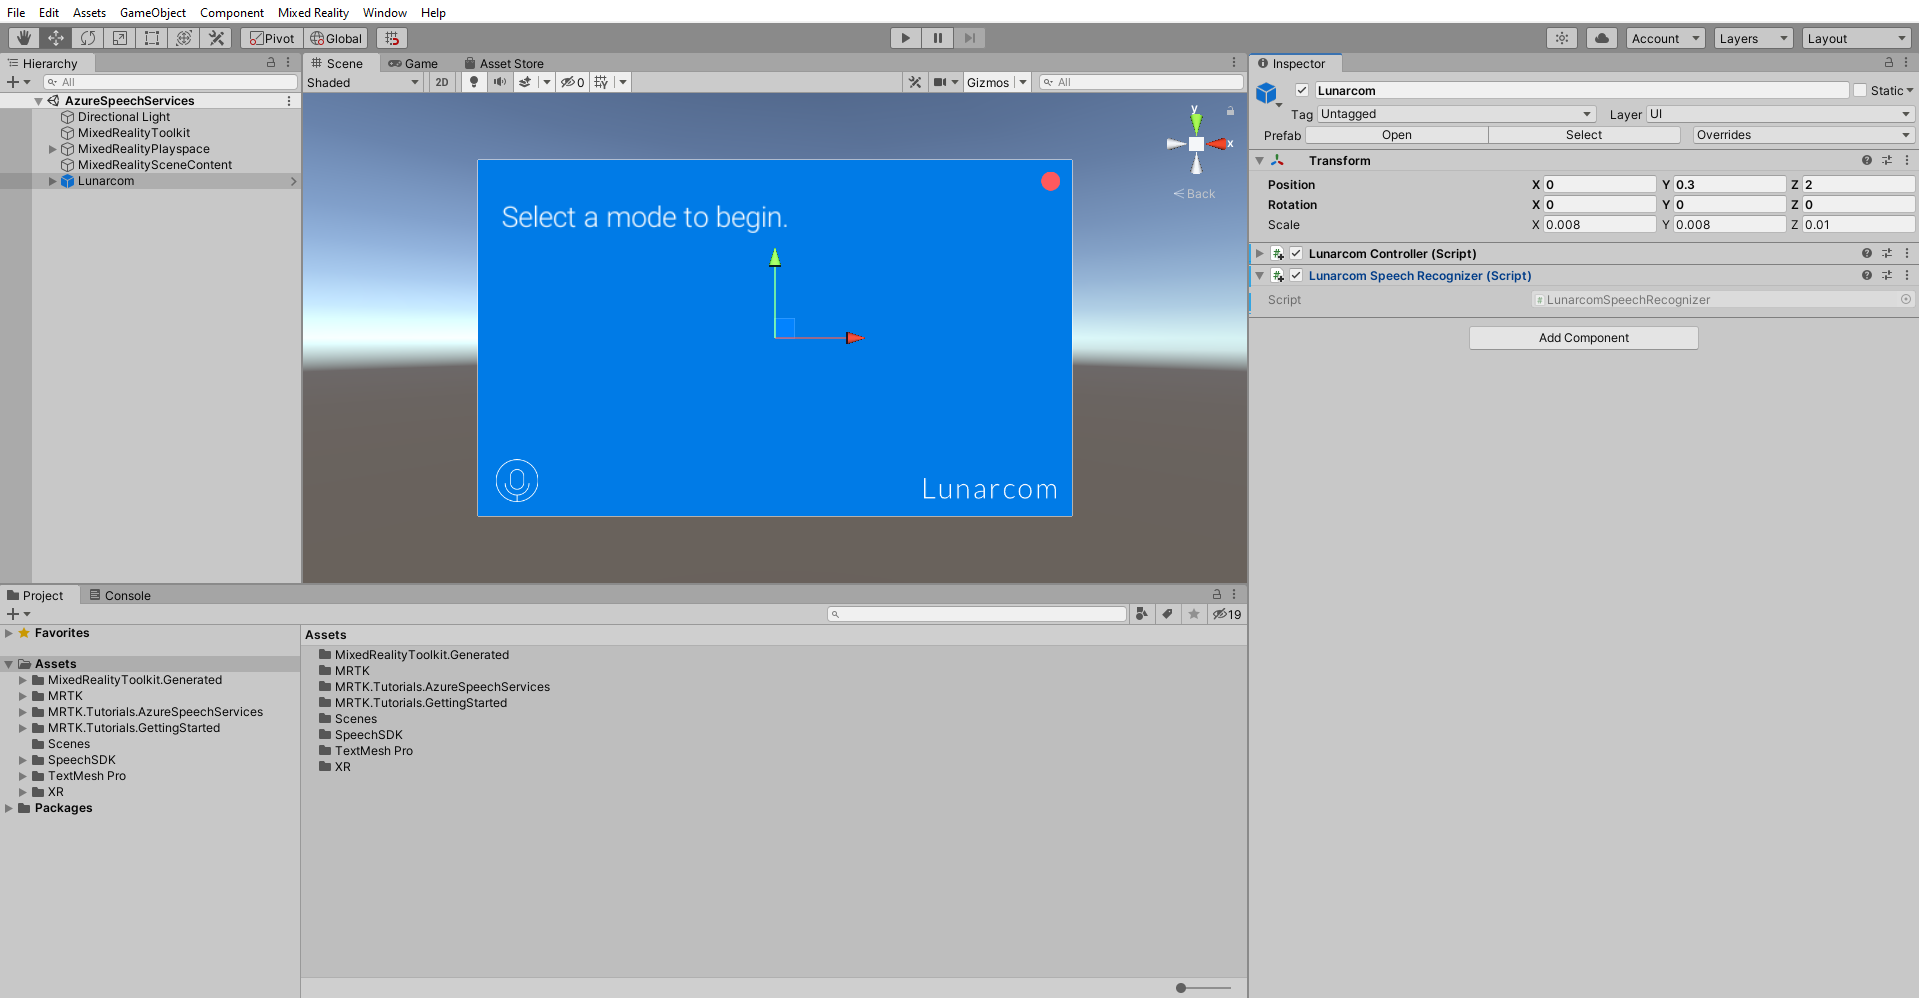 File Edit Assets GameObject Component Mixed Reality Window Help
Pivot Global Account Layers Layout
Hierarchy
All
AzureSpeechServices
Directional Light
MixedRealityToolkit
MixedRealityPlayspace
MixedRealitySceneContent
Lunarcom
Scene Game Asset Store
Shaded 2D 0 Gizmos All
y
x
Back
Select a mode to begin.
Lunarcom
Inspector
Lunarcom Static
Tag Untagged Layer UI
Prefab Open Select Overrides
Transform
Position X 0 Y 0.3 Z 2
Rotation X 0 Y 0 Z 0
Scale X 0.008 Y 0.008 Z 0.01
Lunarcom Controller (Script)
Lunarcom Speech Recognizer (Script)
Script LunarcomSpeechRecognizer
Add Component
Project Console
19
Favorites
Assets
MixedRealityToolkit.Generated
MRTK
MRTK.Tutorials.AzureSpeechServices
MRTK.Tutorials.GettingStarted
Scenes
SpeechSDK
TextMesh Pro
XR
Packages
Assets
MixedRealityToolkit.Generated
MRTK
MRTK.Tutorials.AzureSpeechServices
MRTK.Tutorials.GettingStarted
Scenes
SpeechSDK
TextMesh Pro
XR